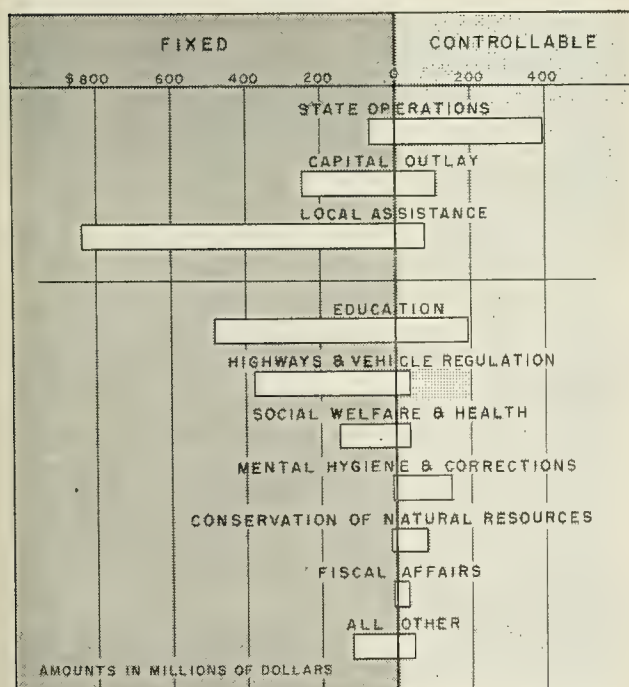 FIXED CONTROLLABLE
$800 600 400 200 0 200 400
STATE OPERATIONS
CAPITAL OUTLAY
LOCAL ASSISTANCE
EDUCATION
HIGHWAYS & VEHICLE REGULATION
SOCIAL WELFARE & HEALTH
MENTAL HYGIENE & CORRECTIONS
CONSERVATION OF NATURAL RESOURCES
FISCAL AFFAIRS
ALL OTHER
AMOUNTS IN MILLIONS OF DOLLARS